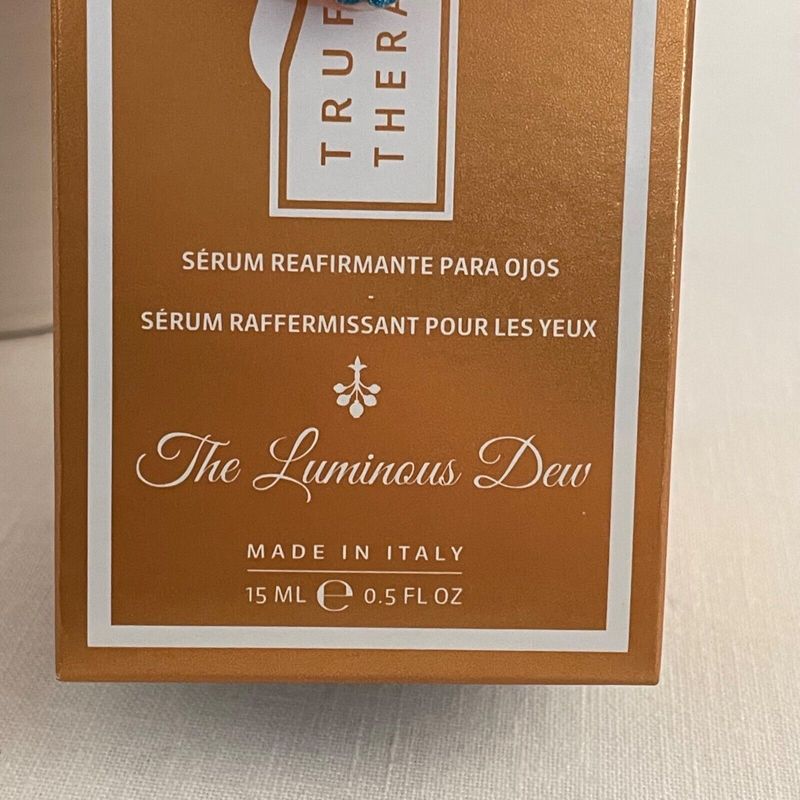 SÉRUM REAFIRMANTE PARA OJOS
-
SÉRUM RAFFERMISSANT POUR LES YEUX
The Luminous Dew
MADE IN ITALY
15 ML ℮ 0.5 FL OZ